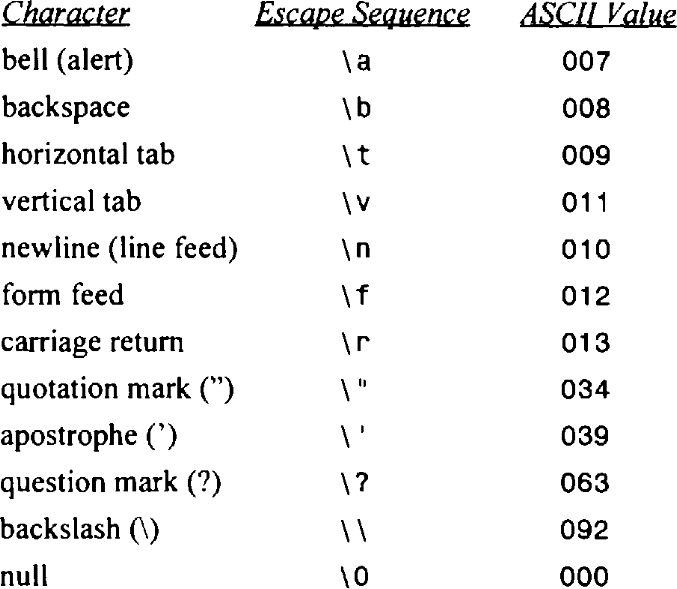 Character Escape Sequence ASCII Value
bell (alert) \a 007
backspace \b 008
horizontal tab \t 009
vertical tab \v 011
newline (line feed) \n 010
form feed \f 012
carriage return \r 013
quotation mark (”) \" 034
apostrophe (’) \' 039
question mark (?) \? 063
backslash (\) \\ 092
null \0 000